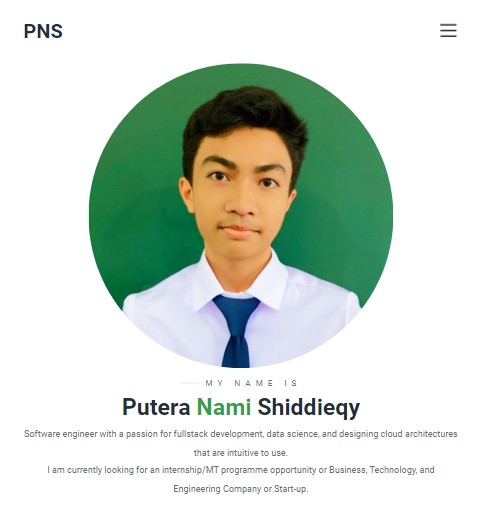 PNS
MY NAME IS
Putera Nami Shiddieqy
Software engineer with a passion for fullstack development, data science, and designing cloud architectures
that are intuitive to use.
I am currently looking for an internship/MT programme opportunity or Business, Technology, and
Engineering Company or Start-up.